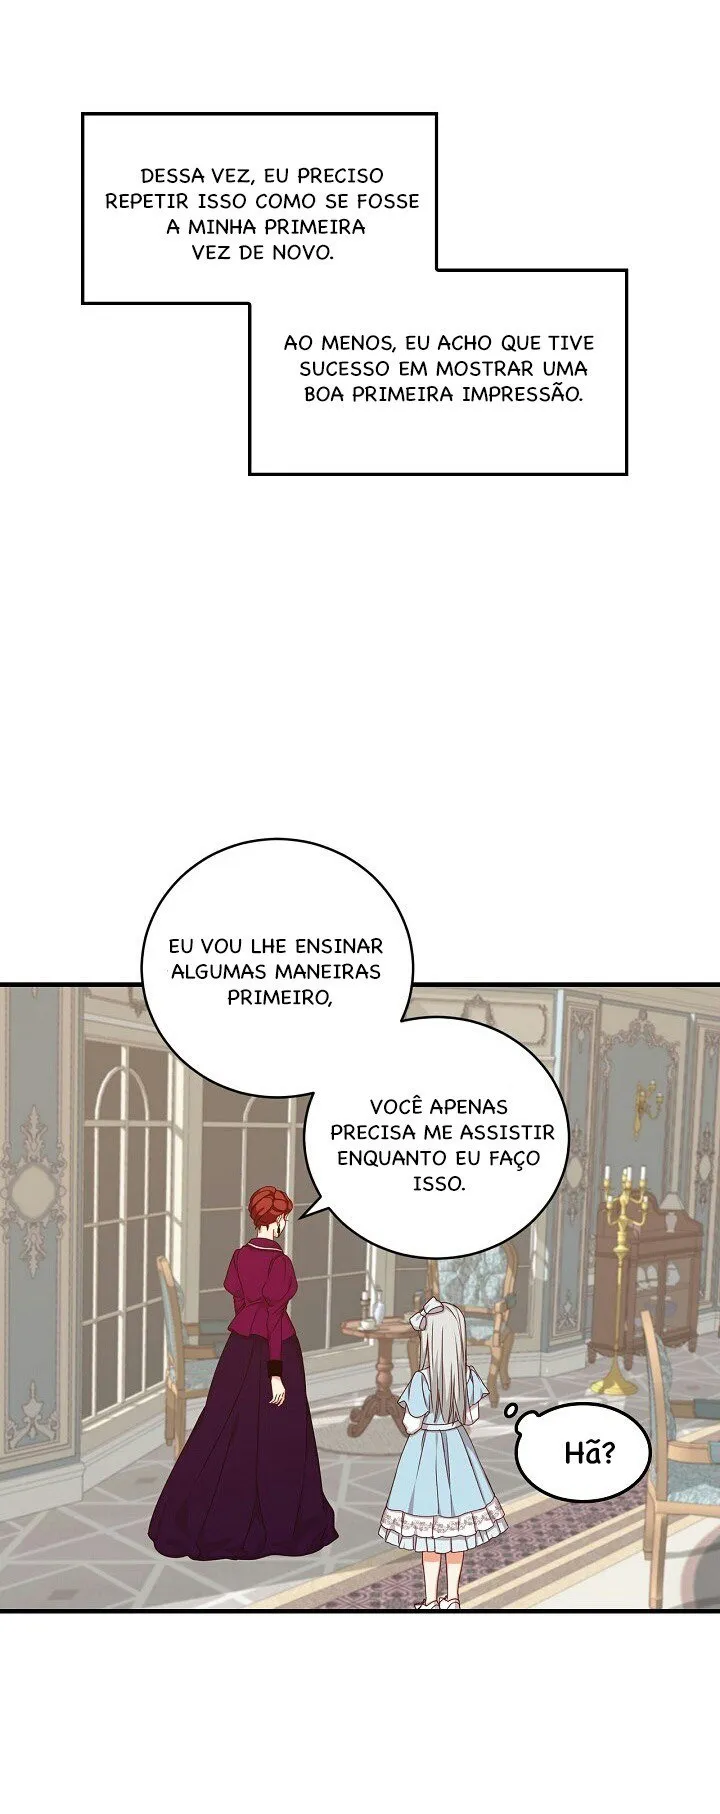 DESSA VEZ, EU PRECISO
REPETIR ISSO COMO SE FOSSE
A MINHA PRIMEIRA
VEZ DE NOVO.
AO MENOS, EU ACHO QUE TIVE
SUCESSO EM MOSTRAR UMA
BOA PRIMEIRA IMPRESSÃO.
EU VOU LHE ENSINAR
ALGUMAS MANEIRAS
PRIMEIRO,
VOCÊ APENAS
PRECISA ME ASSISTIR
ENQUANTO EU FAÇO
ISSO.
Hã?